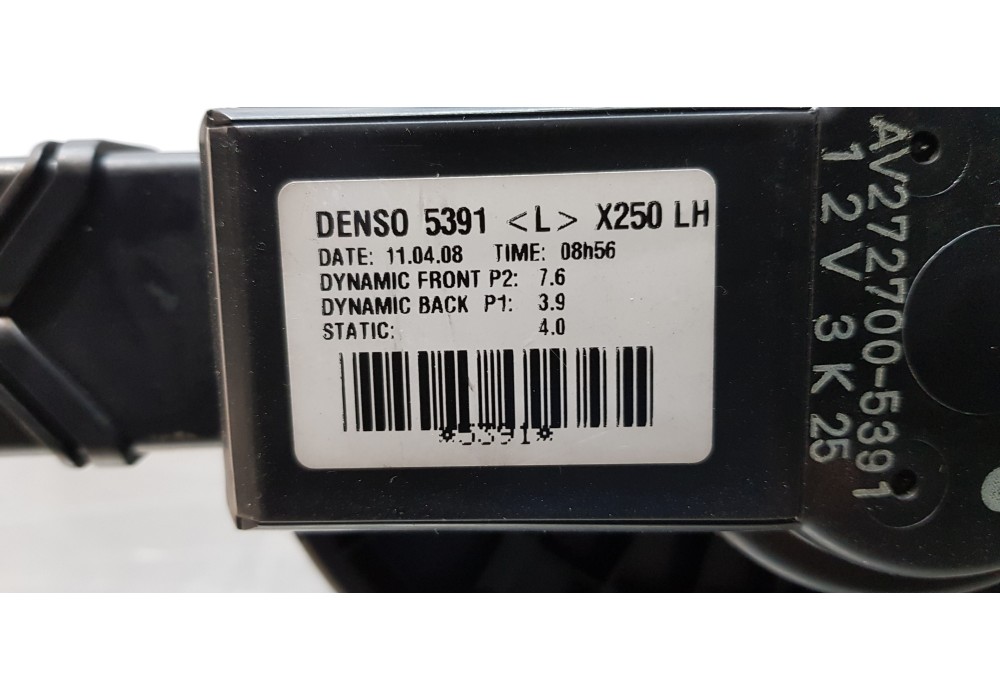 DENSO 5391 <L> X250 LH
DATE: 11.04.08 TIME: 08h56
DYNAMIC FRONT P2: 7.6
DYNAMIC BACK P1: 3.9
STATIC: 4.0
*5391*
AV272700-5391
12V 3K25